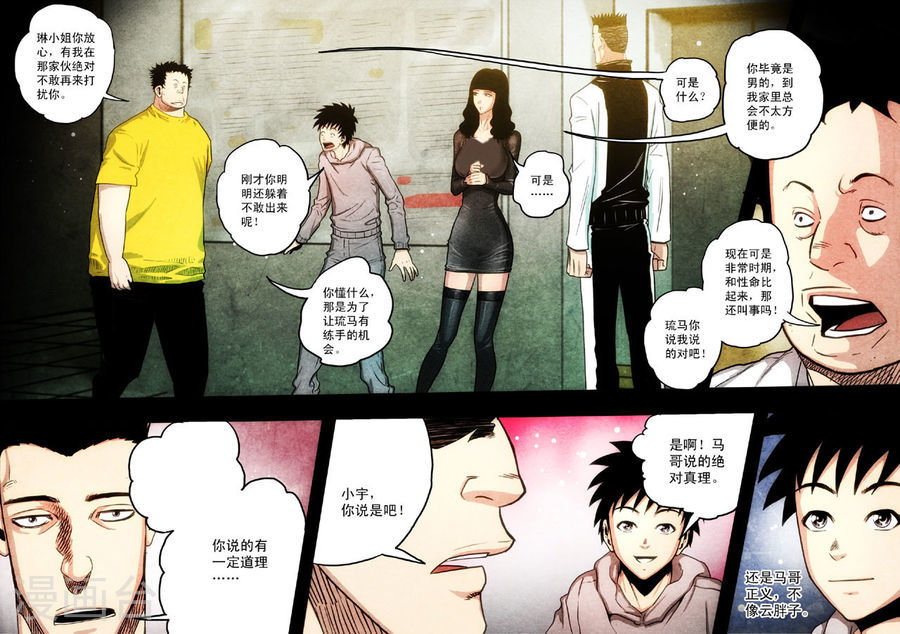 琳小姐你放
心，有我在
那家伙绝对
不敢再来打
扰你。
刚才你明
明还躲着
不敢出来
呢！
你懂什么，
那是为了
让琉马有
练手的机
会。
可是
……
可是
什么？
你毕竟是
男的，到
我家里总
会不太方
便的。
现在可是
非常时期，
和性命比
起来，那
还叫事吗！
琉马你
说我说
的对吧！
你说的有
一定道理
……
小宇，
你说是吧！
是啊！马
哥说的绝
对真理。
还是马哥
正义，不
像云胖子。
漫画台